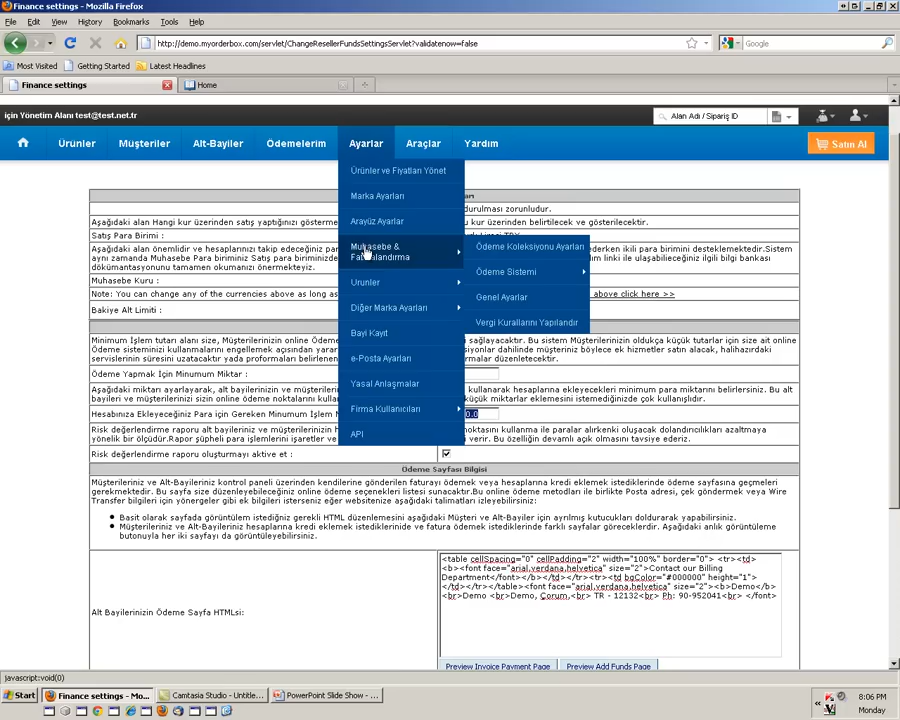 Finance settings - Mozilla Firefox
File Edit View History Bookmarks Tools Help
http://demo.myorderbox.com/servlet/ChangeResellerFundsSettingsServlet?validatenow=false
Google
Most Visited Getting Started Latest Headlines
Finance settings
Home
için Yönetim Alanı test@test.net.tr
Alan Adı / Sipariş ID
Ürünler Müşteriler Alt-Bayiler Ödemelerim Ayarlar Araçlar Yardım
Satın Al
Ürünler ve Fiyatları Yönet
Marka Ayarları
Arayüz Ayarlar
Muhasebe &
Faturalandırma
Urunler
Diğer Marka Ayarları
Bayi Kayıt
e-Posta Ayarları
Yasal Anlaşmalar
Firma Kullanıcıları
API
Ödeme Koleksiyonu Ayarları
Ödeme Sistemi
Genel Ayarlar
Vergi Kurallarını Yapılandır
durulması zorunludur.
Aşağıdaki alan Hangi kur üzerinden satış yaptığınızı gösterme
u kur üzerinden belirtilecek ve gösterilecektir.
Satış Para Birimi :
Aşağıdaki alan önemlidir ve hesaplarınızı takip edeceğiniz par
ederken iki para birimini desteklemektedir.Sistem
aynı zamanda Muhasebe Para biriminiz Satış para biriminizde
ım linki ile ulaşabileceğiniz ilgili bilgi bankası
dökümantasyonunu tamamen okumanızı önermekteyiz.
Muhasebe Kuru :
Note: You can change any of the currencies above as long as
above click here >>
Bakiye Alt Limiti :
Minimum İşlem tutarı alanı size, Müşterilerinizin online Öde
sağlayacaktır. Bu sistem Müşterilerinizin oldukça küçük tutarlar için size ait online
Ödeme sisteminizi kullanmalarını engellemek açısından yarar
siyonlar dahilinde müşteriniz böylece ek hizmetler satın alacak, halihazırdaki
servislerinin süresini uzatacaktır yada proformaları belirlenen
düzenletecektir.
Ödeme Yapmak İçin Minumum Miktar :
Aşağıdaki miktarı ayarlayarak, alt bayilerinizin ve müşterileri
kullanarak hesaplarına ekleyecekleri minimum para miktarını belirlersiniz. Bu alt
bayileri ve müşterilerinizi sizin online ödeme noktalarını kullan
küçük miktarlar eklemesini istemediğinizde çok kullanışlıdır.
Hesabınıza Ekleyeceğiniz Para için Gereken Minumum İşlem M
0.0
Risk değerlendirme raporu alt bayileriniz ve müşterilerinizin h
noktasını kullanma ile paralar alırkenki oluşacak dolandırıcılıkları azaltmaya
yönelik bir ölçüdür.Rapor şüpheli para işlemlerini işaretler ve
verir. Bu özelliğin devamlı açık olmasını tavsiye ederiz.
Risk değerlendirme raporu oluşturmayı aktive et :
Ödeme Sayfası Bilgisi
Müşterileriniz ve Alt-Bayileriniz kontrol paneli üzerinden kendilerine gönderilen faturayı ödemek veya hesaplarına kredi eklemek istediklerinde ödeme sayfasına geçmeleri
gerekmektedir. Bu sayfa size düzenleyebileceğiniz online ödeme seçenekleri listesi sunacaktır.Bu online ödeme metodları ile birlikte Posta adresi, çek göndermek veya Wire
Transfer bilgileri için yönergeler gibi ek bilgileri isterseniz eğer websitenize aşağıdaki talimatları izleyebilirsiniz:
• Basit olarak sayfada görüntülem istediğniz gerekli HTML düzenlemesini aşağıdaki Müşteri ve Alt-Bayiler için ayrılmış kutucukları doldurarak yapabilirsiniz.
• Müşterileriniz ve Alt-Bayileriniz hesaplarına kredi eklemek istediklerinide ve fatura ödemek istediklerinde farklı sayfalar göreceklerdir. Aşağıdaki anlık görüntüleme
butonuyla her iki sayfayı da görüntüleyebilirsiniz.
Alt Bayilerinizin Ödeme Sayfa HTMLsi:
<table cellSpacing="0" cellPadding="2" width="100%" border="0"> <tr><td>
<b><font face="arial,verdana,helvetica" size="2">Contact our Billing
Department</font></b></td></tr><tr><td bgColor="#000000" height="1">
</td></tr></table><font face="arial,verdana,helvetica" size="2"><b>Demo</b>
<br>Demo <br>Demo, Çorum,<br> TR - 12132<br> Ph: 90-952041<br> </font>
Preview Invoice Payment Page Preview Add Funds Page
javascript:void(0)
Start Finance settings - Mo... Camtasia Studio - Untitle... PowerPoint Slide Show - ...
8:06 PM
Monday